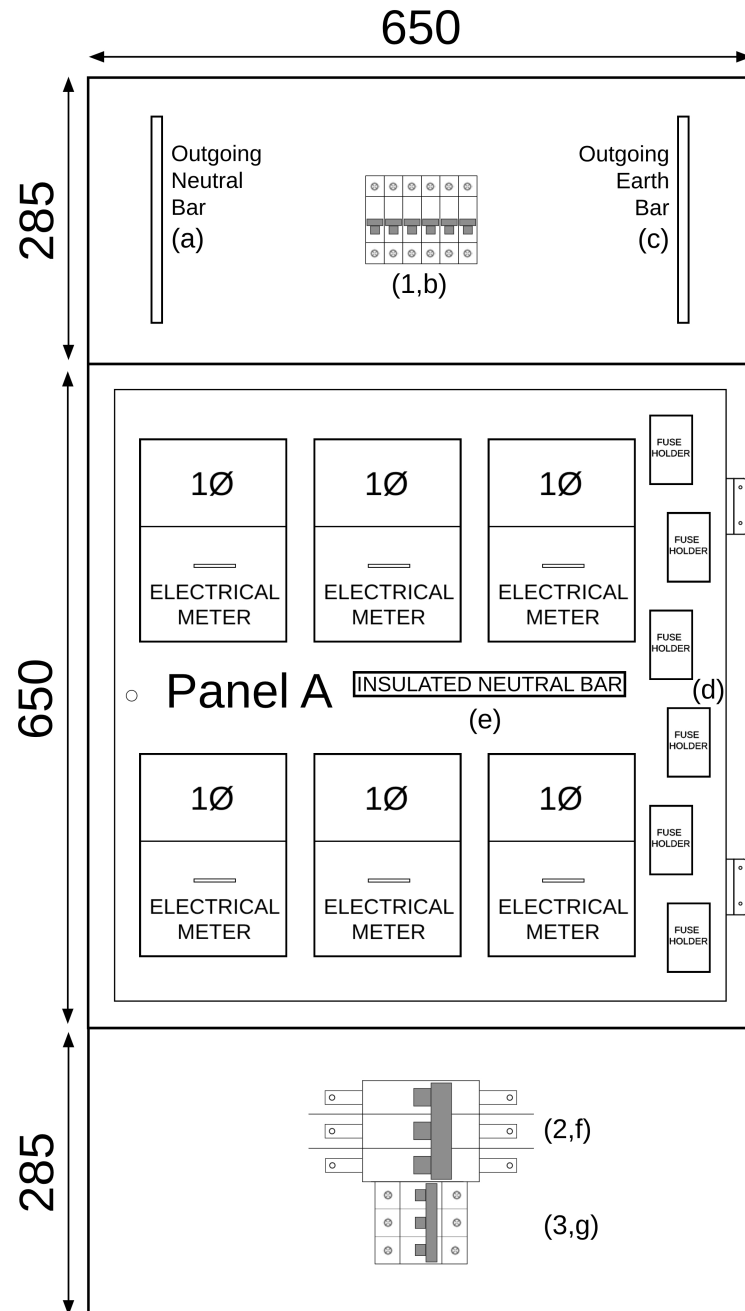 650
285
Outgoing
Neutral
Bar
(a)
(1,b)
Outgoing
Earth
Bar
(c)
650
1Ø
ELECTRICAL
METER
1Ø
ELECTRICAL
METER
1Ø
ELECTRICAL
METER
FUSE
HOLDER
FUSE
HOLDER
FUSE
HOLDER
Panel A
INSULATED NEUTRAL BAR
(e)
(d)
FUSE
HOLDER
1Ø
ELECTRICAL
METER
1Ø
ELECTRICAL
METER
1Ø
ELECTRICAL
METER
FUSE
HOLDER
FUSE
HOLDER
285
(2,f)
(3,g)